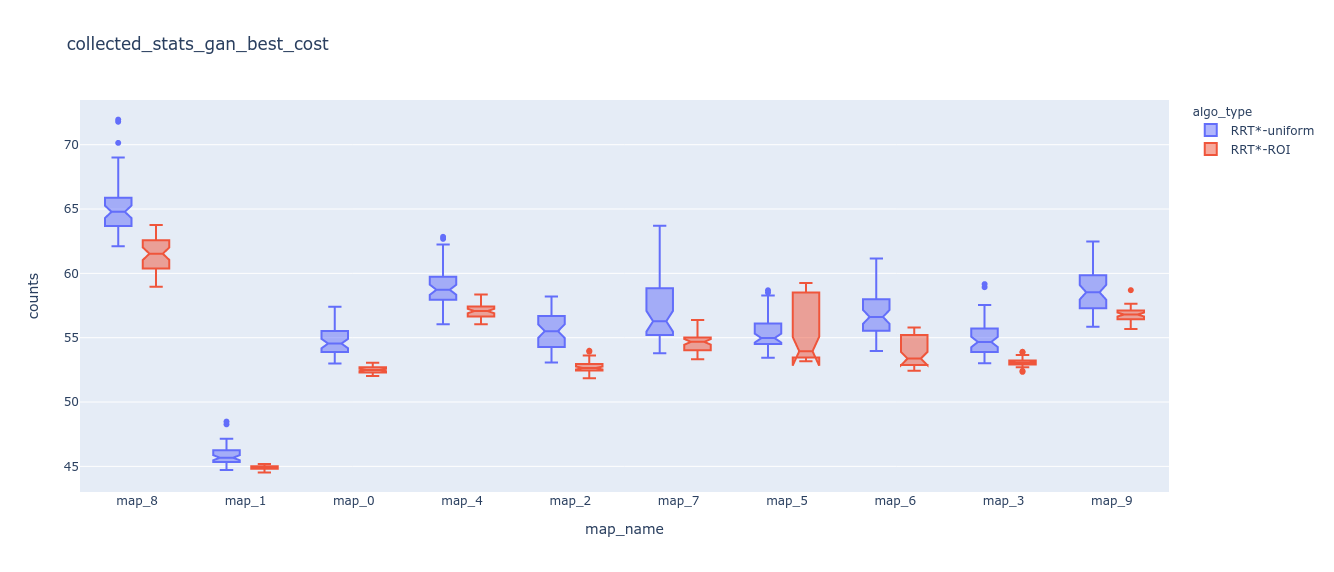 collected_stats_gan_best_cost
algo_type
RRT*-uniform
RRT*-ROI
counts
70
65
60
55
50
45
map_8 map_1 map_0 map_4 map_2 map_7 map_5 map_6 map_3 map_9
map_name